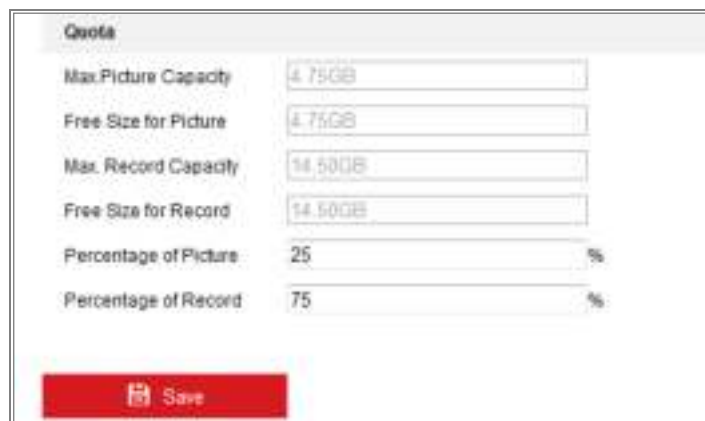 Quota
Max.Picture Capacity 4.75GB
Free Size for Picture 4.75GB
Max. Record Capacity 14.50GB
Free Size for Record 14.50GB
Percentage of Picture 25 %
Percentage of Record 75 %
Save